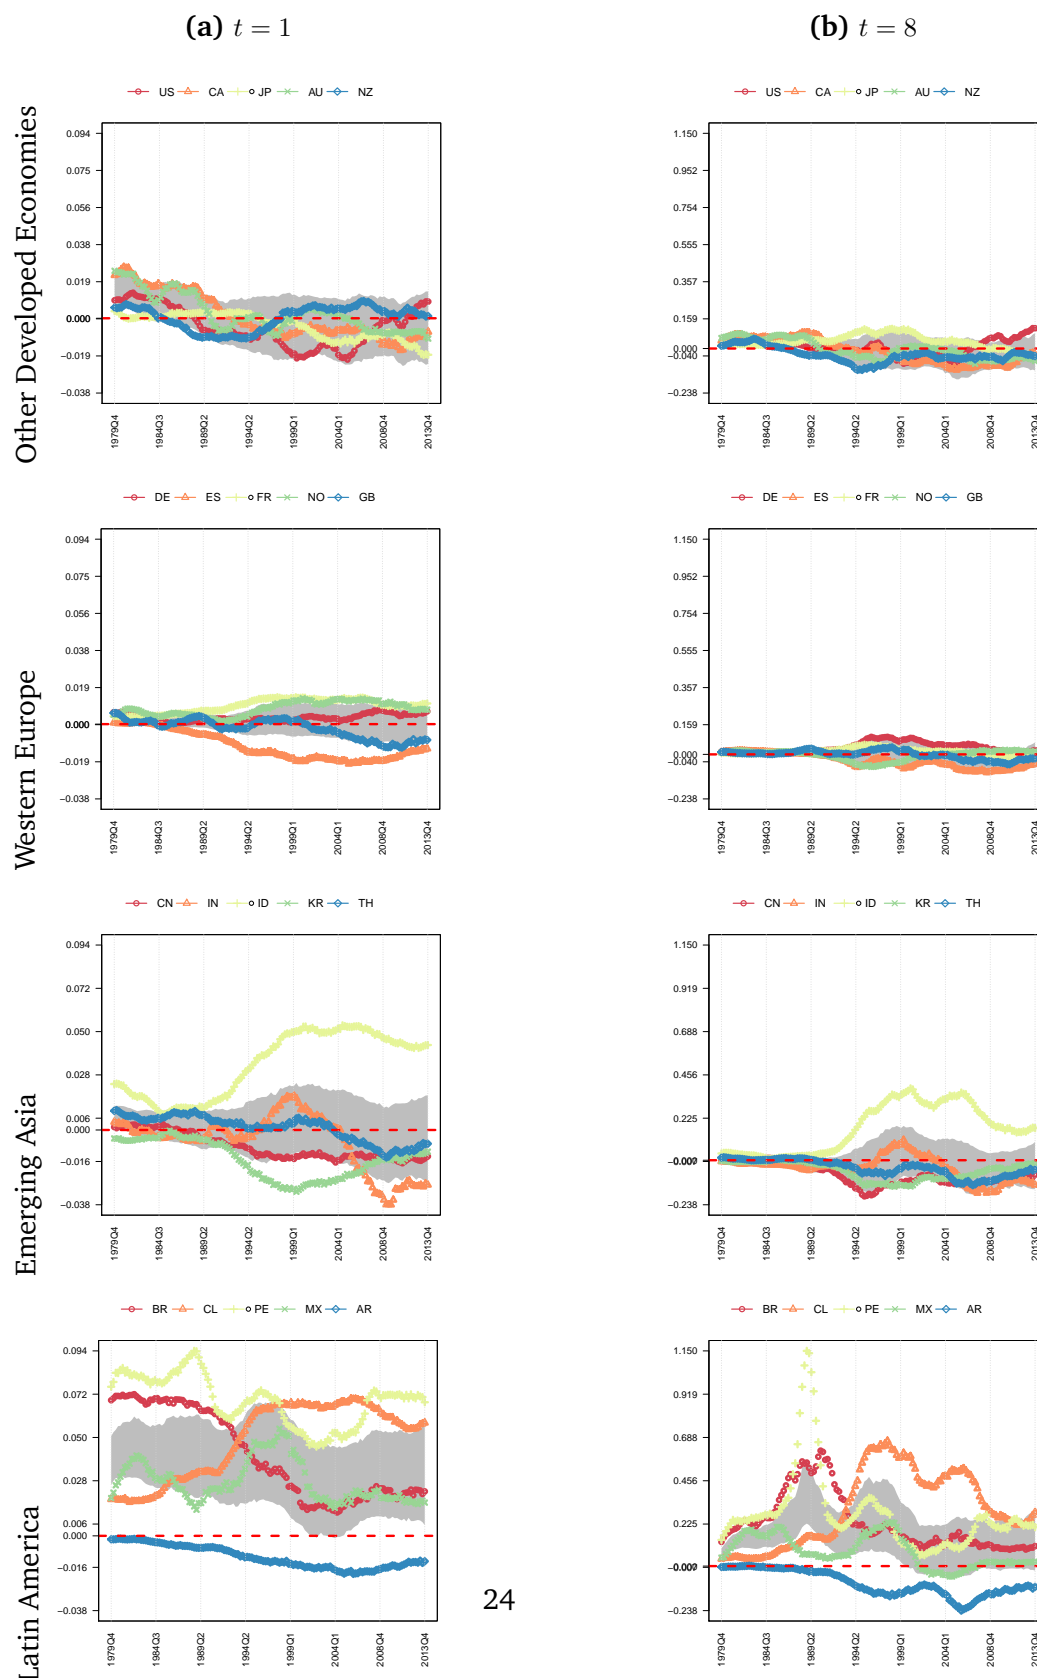 (a) t = 1
(b) t = 8
Other Developed Economies
US CA JP AU NZ
0.094
0.075
0.056
0.038
0.019
0.000
−0.019
−0.038
1979Q4 1984Q3 1989Q2 1994Q2 1999Q1 2004Q1 2008Q4 2013Q4
US CA JP AU NZ
1.150
0.952
0.754
0.555
0.357
0.159
0.000
−0.040
−0.238
1979Q4 1984Q3 1989Q2 1994Q2 1999Q1 2004Q1 2008Q4 2013Q4
Western Europe
DE ES FR NO GB
0.094
0.075
0.056
0.038
0.019
0.000
−0.019
−0.038
1979Q4 1984Q3 1989Q2 1994Q2 1999Q1 2004Q1 2008Q4 2013Q4
DE ES FR NO GB
1.150
0.952
0.754
0.555
0.357
0.159
0.000
−0.040
−0.238
1979Q4 1984Q3 1989Q2 1994Q2 1999Q1 2004Q1 2008Q4 2013Q4
Emerging Asia
CN IN ID KR TH
0.094
0.072
0.050
0.028
0.006
0.000
−0.016
−0.038
1979Q4 1984Q3 1989Q2 1994Q2 1999Q1 2004Q1 2008Q4 2013Q4
CN IN ID KR TH
1.150
0.919
0.688
0.456
0.225
0.000
−0.238
1979Q4 1984Q3 1989Q2 1994Q2 1999Q1 2004Q1 2008Q4 2013Q4
Latin America
BR CL PE MX AR
0.094
0.072
0.050
0.028
0.006
0.000
−0.016
−0.038
1979Q4 1984Q3 1989Q2 1994Q2 1999Q1 2004Q1 2008Q4 2013Q4
BR CL PE MX AR
1.150
0.919
0.688
0.456
0.225
0.000
−0.238
1979Q4 1984Q3 1989Q2 1994Q2 1999Q1 2004Q1 2008Q4 2013Q4
24